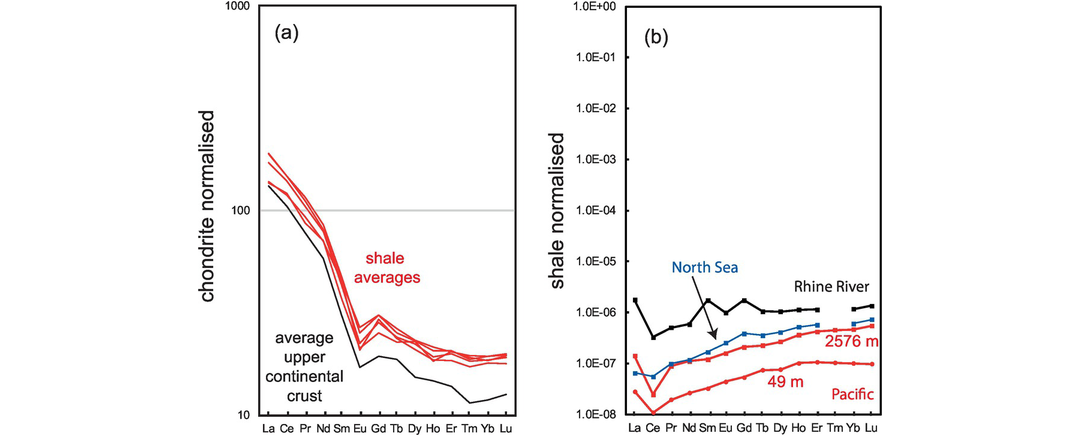 (a)
chondrite normalised
1000
100
10
shale
averages
average
upper
continental
crust
La Ce Pr Nd Sm Eu Gd Tb Dy Ho Er Tm Yb Lu
(b)
shale normalised
1.0E+00
1.0E-01
1.0E-02
1.0E-03
1.0E-04
1.0E-05
1.0E-06
1.0E-07
1.0E-08
North Sea
Rhine River
2576 m
49 m
Pacific
La Ce Pr Nd Sm Eu Gd Tb Dy Ho Er Tm Yb Lu